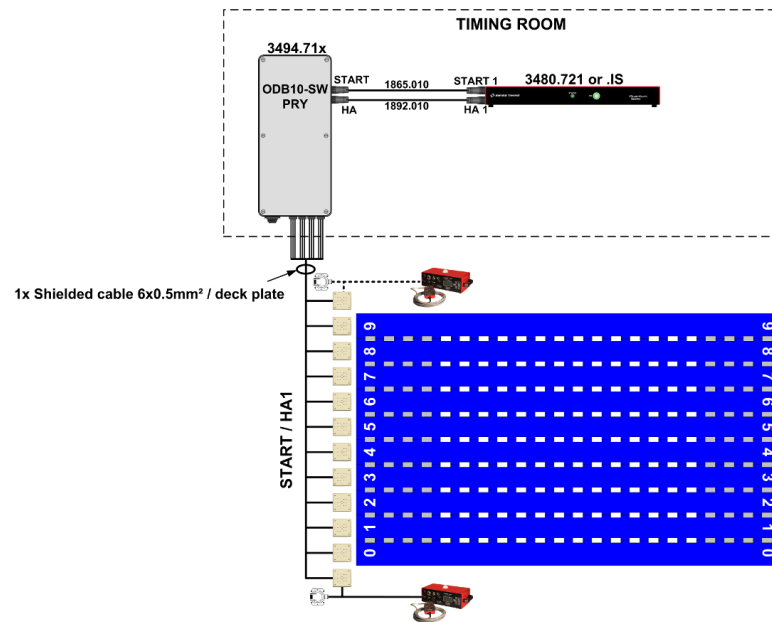 TIMING ROOM
3494.71x
ODB10-SW
PRY
START
1865.010
START 1
3480.721 or .IS
HA
1892.010
HA 1
1x Shielded cable 6x0.5mm² / deck plate
START / HA1
9 9
8 8
7 7
6 6
5 5
4 4
3 3
2 2
1 1
0 0